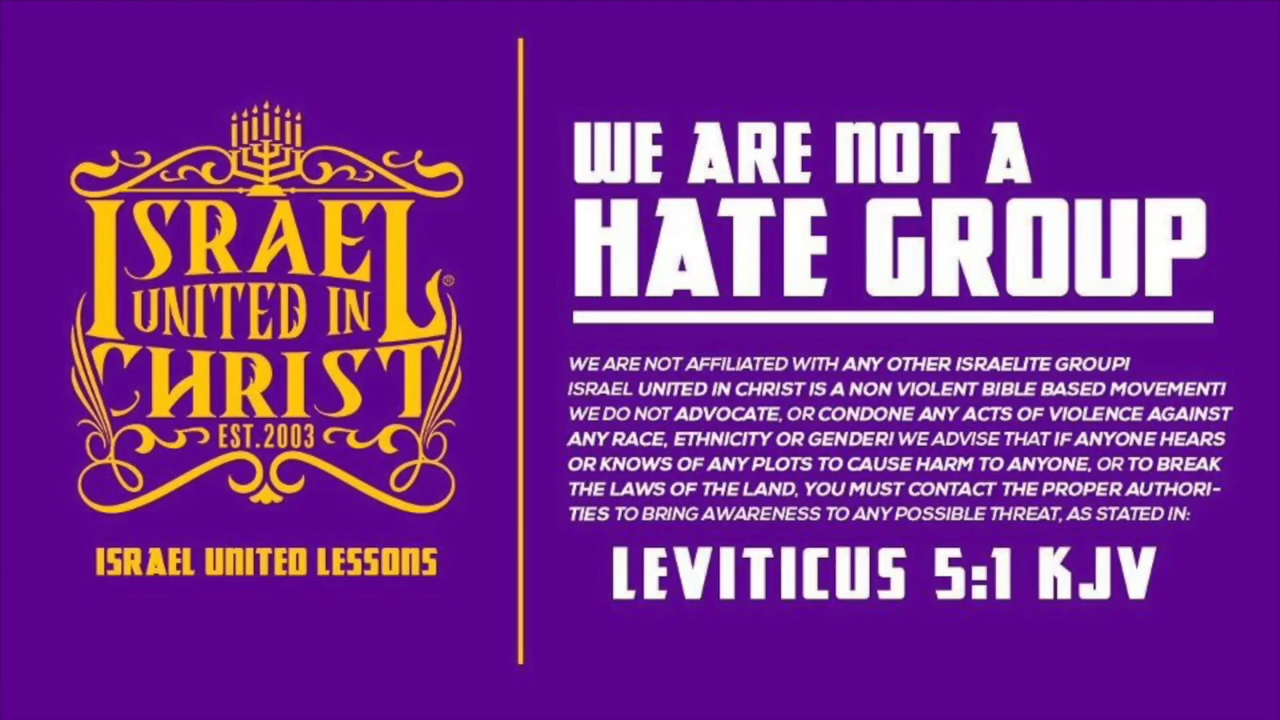 ISRAEL
UNITED IN
CHRIST
EST.2003
ISRAEL UNITED LESSONS
WE ARE NOT A
HATE GROUP
WE ARE NOT AFFILIATED WITH ANY OTHER ISRAELITE GROUP!
ISRAEL UNITED IN CHRIST IS A NON VIOLENT BIBLE BASED MOVEMENT!
WE DO NOT ADVOCATE, OR CONDONE ANY ACTS OF VIOLENCE AGAINST
ANY RACE, ETHNICITY OR GENDER! WE ADVISE THAT IF ANYONE HEARS
OR KNOWS OF ANY PLOTS TO CAUSE HARM TO ANYONE, OR TO BREAK
THE LAWS OF THE LAND, YOU MUST CONTACT THE PROPER AUTHORI-
TIES TO BRING AWARENESS TO ANY POSSIBLE THREAT, AS STATED IN:
LEVITICUS 5:1 KJV